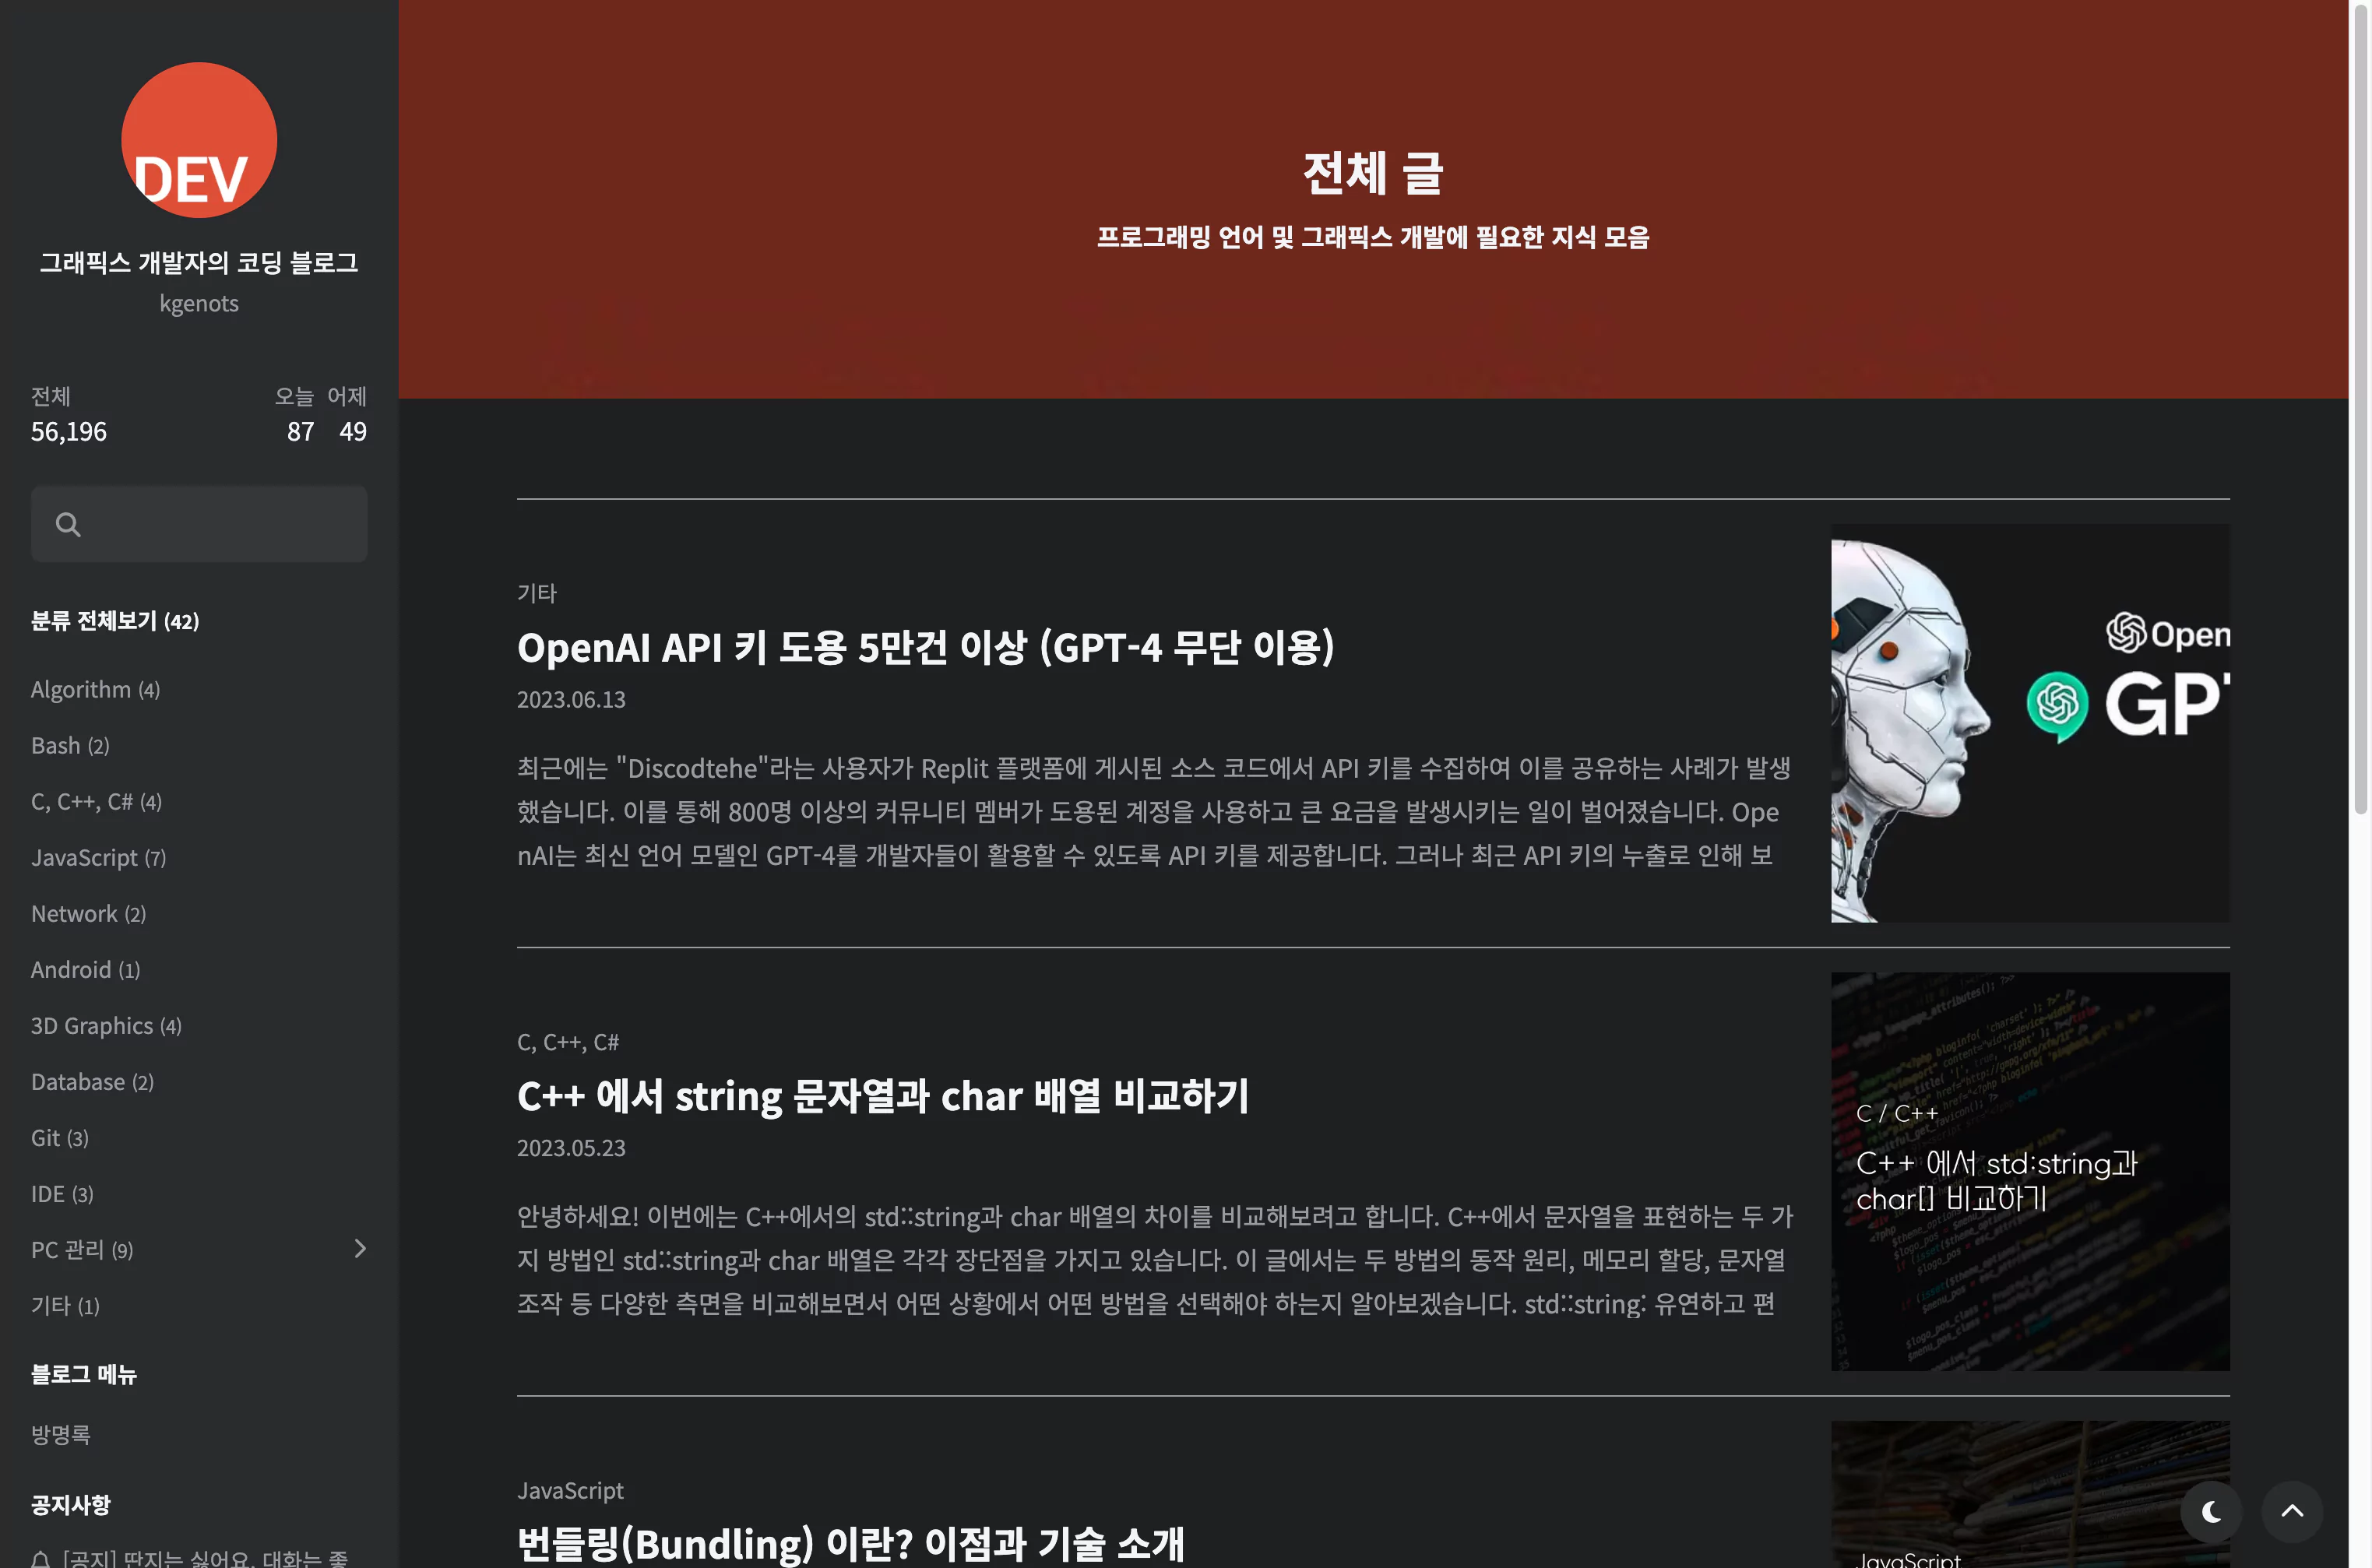 DEV
그래픽스 개발자의 코딩 블로그
kgenots
전체 오늘 어제
56,196 87 49
분류 전체보기 (42)
Algorithm (4)
Bash (2)
C, C++, C# (4)
JavaScript (7)
Network (2)
Android (1)
3D Graphics (4)
Database (2)
Git (3)
IDE (3)
PC 관리 (9)
기타 (1)
블로그 메뉴
방명록
공지사항
[공지] 딴지는 싫어요. 대화는 좋
전체 글
프로그래밍 언어 및 그래픽스 개발에 필요한 지식 모음
기타
OpenAI API 키 도용 5만건 이상 (GPT-4 무단 이용)
2023.06.13
최근에는 "Discodtehe"라는 사용자가 Replit 플랫폼에 게시된 소스 코드에서 API 키를 수집하여 이를 공유하는 사례가 발생
했습니다. 이를 통해 800명 이상의 커뮤니티 멤버가 도용된 계정을 사용하고 큰 요금을 발생시키는 일이 벌어졌습니다. Ope
nAI는 최신 언어 모델인 GPT-4를 개발자들이 활용할 수 있도록 API 키를 제공합니다. 그러나 최근 API 키의 누출로 인해 보
Open
GPT
C, C++, C#
C++ 에서 string 문자열과 char 배열 비교하기
2023.05.23
안녕하세요! 이번에는 C++에서의 std::string과 char 배열의 차이를 비교해보려고 합니다. C++에서 문자열을 표현하는 두 가
지 방법인 std::string과 char 배열은 각각 장단점을 가지고 있습니다. 이 글에서는 두 방법의 동작 원리, 메모리 할당, 문자열
조작 등 다양한 측면을 비교해보면서 어떤 상황에서 어떤 방법을 선택해야 하는지 알아보겠습니다. std::string: 유연하고 편
C / C++
C++ 에서 std:string과
char[] 비교하기
JavaScript
번들링(Bundling) 이란? 이점과 기술 소개
JavaScript